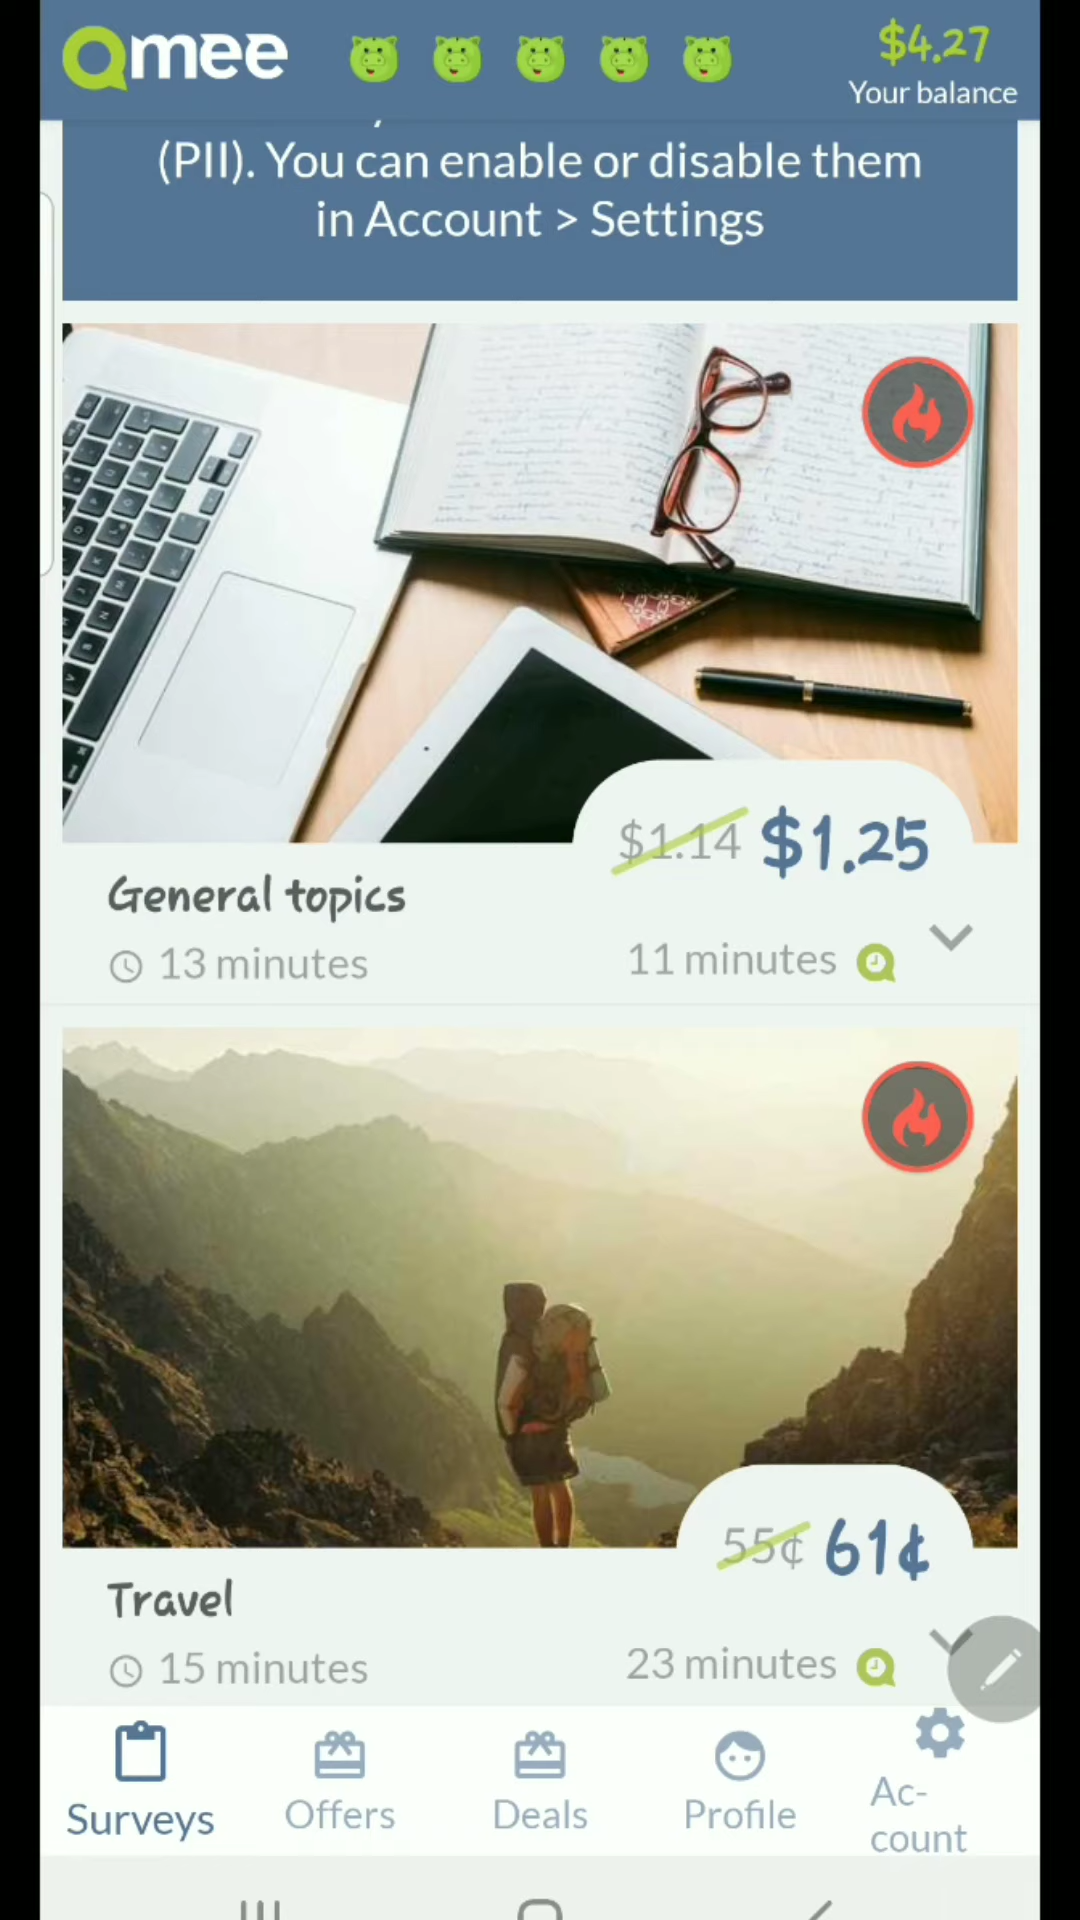 Qmee
$4.27
Your balance
(PII). You can enable or disable them
in Account > Settings
$1.14 $1.25
General topics
13 minutes
11 minutes
55¢ 61¢
Travel
15 minutes
23 minutes
Surveys
Offers
Deals
Profile
Ac-
count